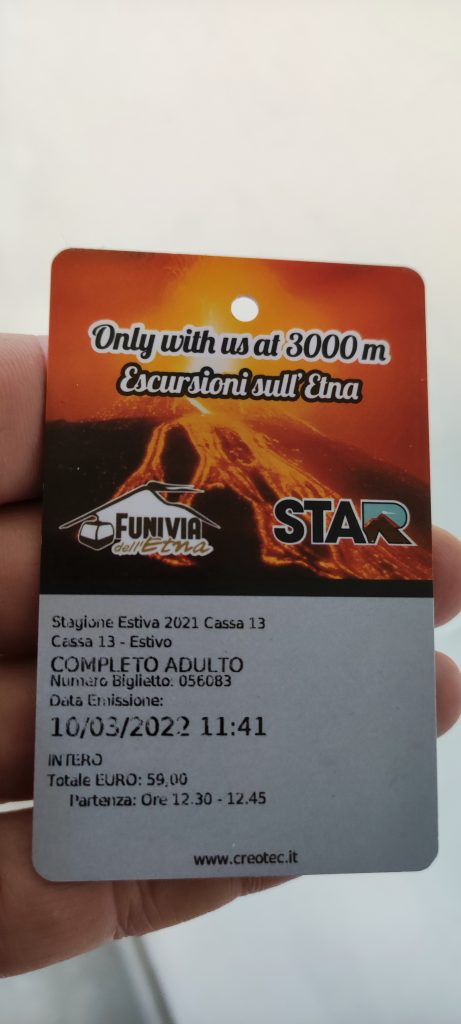 Only with us at 3000 m
Escursioni sull'Etna
FUNIVIA
dell'Etna
STAR
Stagione Estiva 2021 Cassa 13
Cassa 13 - Estivo
COMPLETO ADULTO
Numero Biglietto: 056083
Data Emissione:
10/03/2022 11:41
INTERO
Totale EURO: 59,00
Partenza: Ore 12.30 - 12.45
www.creotec.it